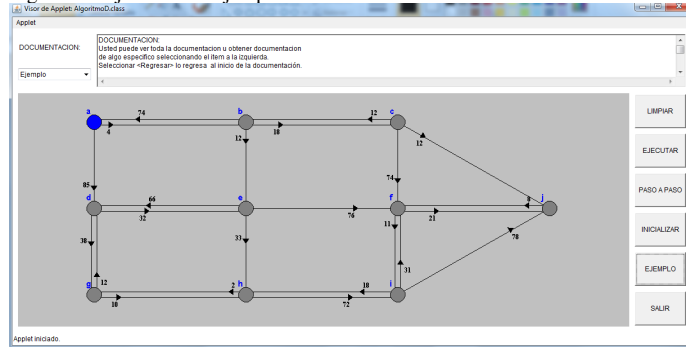 Visor de Applet: AlgoritmoD.class
Applet
DOCUMENTACION:
DOCUMENTACION:
Usted puede ver toda la documentacion u obtener documentacion
de algo especifico seleccionando el item a la izquierda.
Seleccionar <Regresar> lo regresa al inicio de la documentación.
Ejemplo
a 74 b 12 c
4 18
12 12
LIMPIAR
EJECUTAR
85 74
d 66 e f 8 j
32 76 21
PASO A PASO
38 33 11 78
INICIALIZAR
12 31
g 2 h 18 i
10 72
EJEMPLO
SALIR
Applet iniciado.